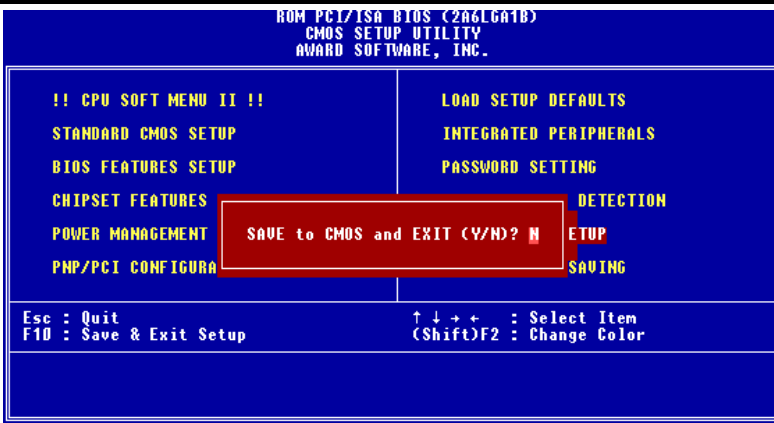 ROM PCI/ISA BIOS (2A6LGA1B)
CMOS SETUP UTILITY
AWARD SOFTWARE, INC.
!! CPU SOFT MENU II !!
STANDARD CMOS SETUP
BIOS FEATURES SETUP
CHIPSET FEATURES
POWER MANAGEMENT
PNP/PCI CONFIGURA
LOAD SETUP DEFAULTS
INTEGRATED PERIPHERALS
PASSWORD SETTING
DETECTION
ETUP
SAVING
SAVE to CMOS and EXIT (Y/N)? N
Esc : Quit
F10 : Save & Exit Setup
↑ ↓ → ← : Select Item
(Shift)F2 : Change Color